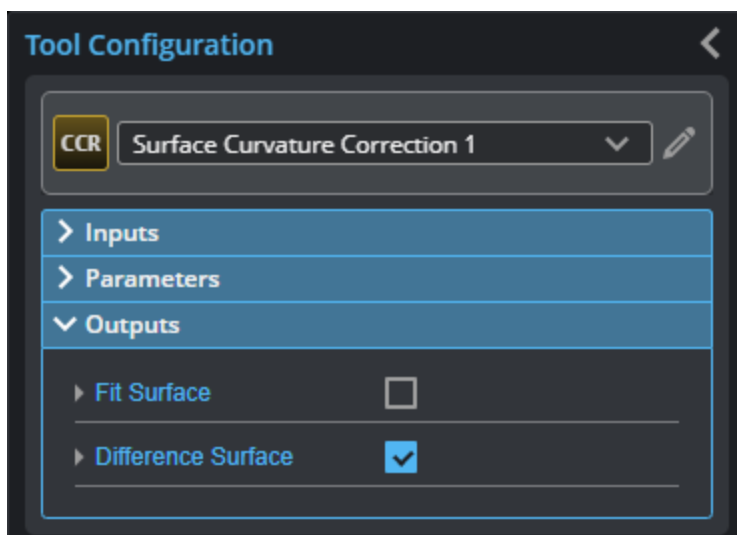 Tool Configuration
CCR Surface Curvature Correction 1
Inputs
Parameters
Outputs
Fit Surface
Difference Surface